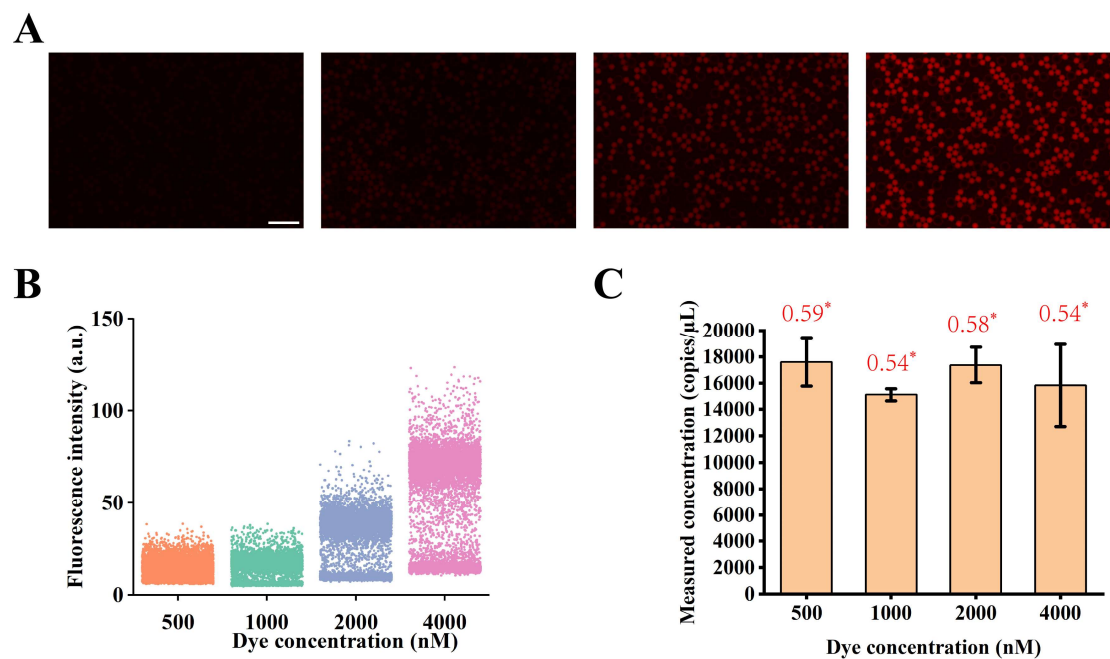 A
B
Fluorescence intensity (a.u.)
150
100
50
0
500 1000 2000 4000
Dye concentration (nM)
C
Measured concentration (copies/μL)
20000
18000
16000
14000
12000
10000
8000
6000
4000
2000
0
0.59* 0.54* 0.58* 0.54*
500 1000 2000 4000
Dye concentration (nM)